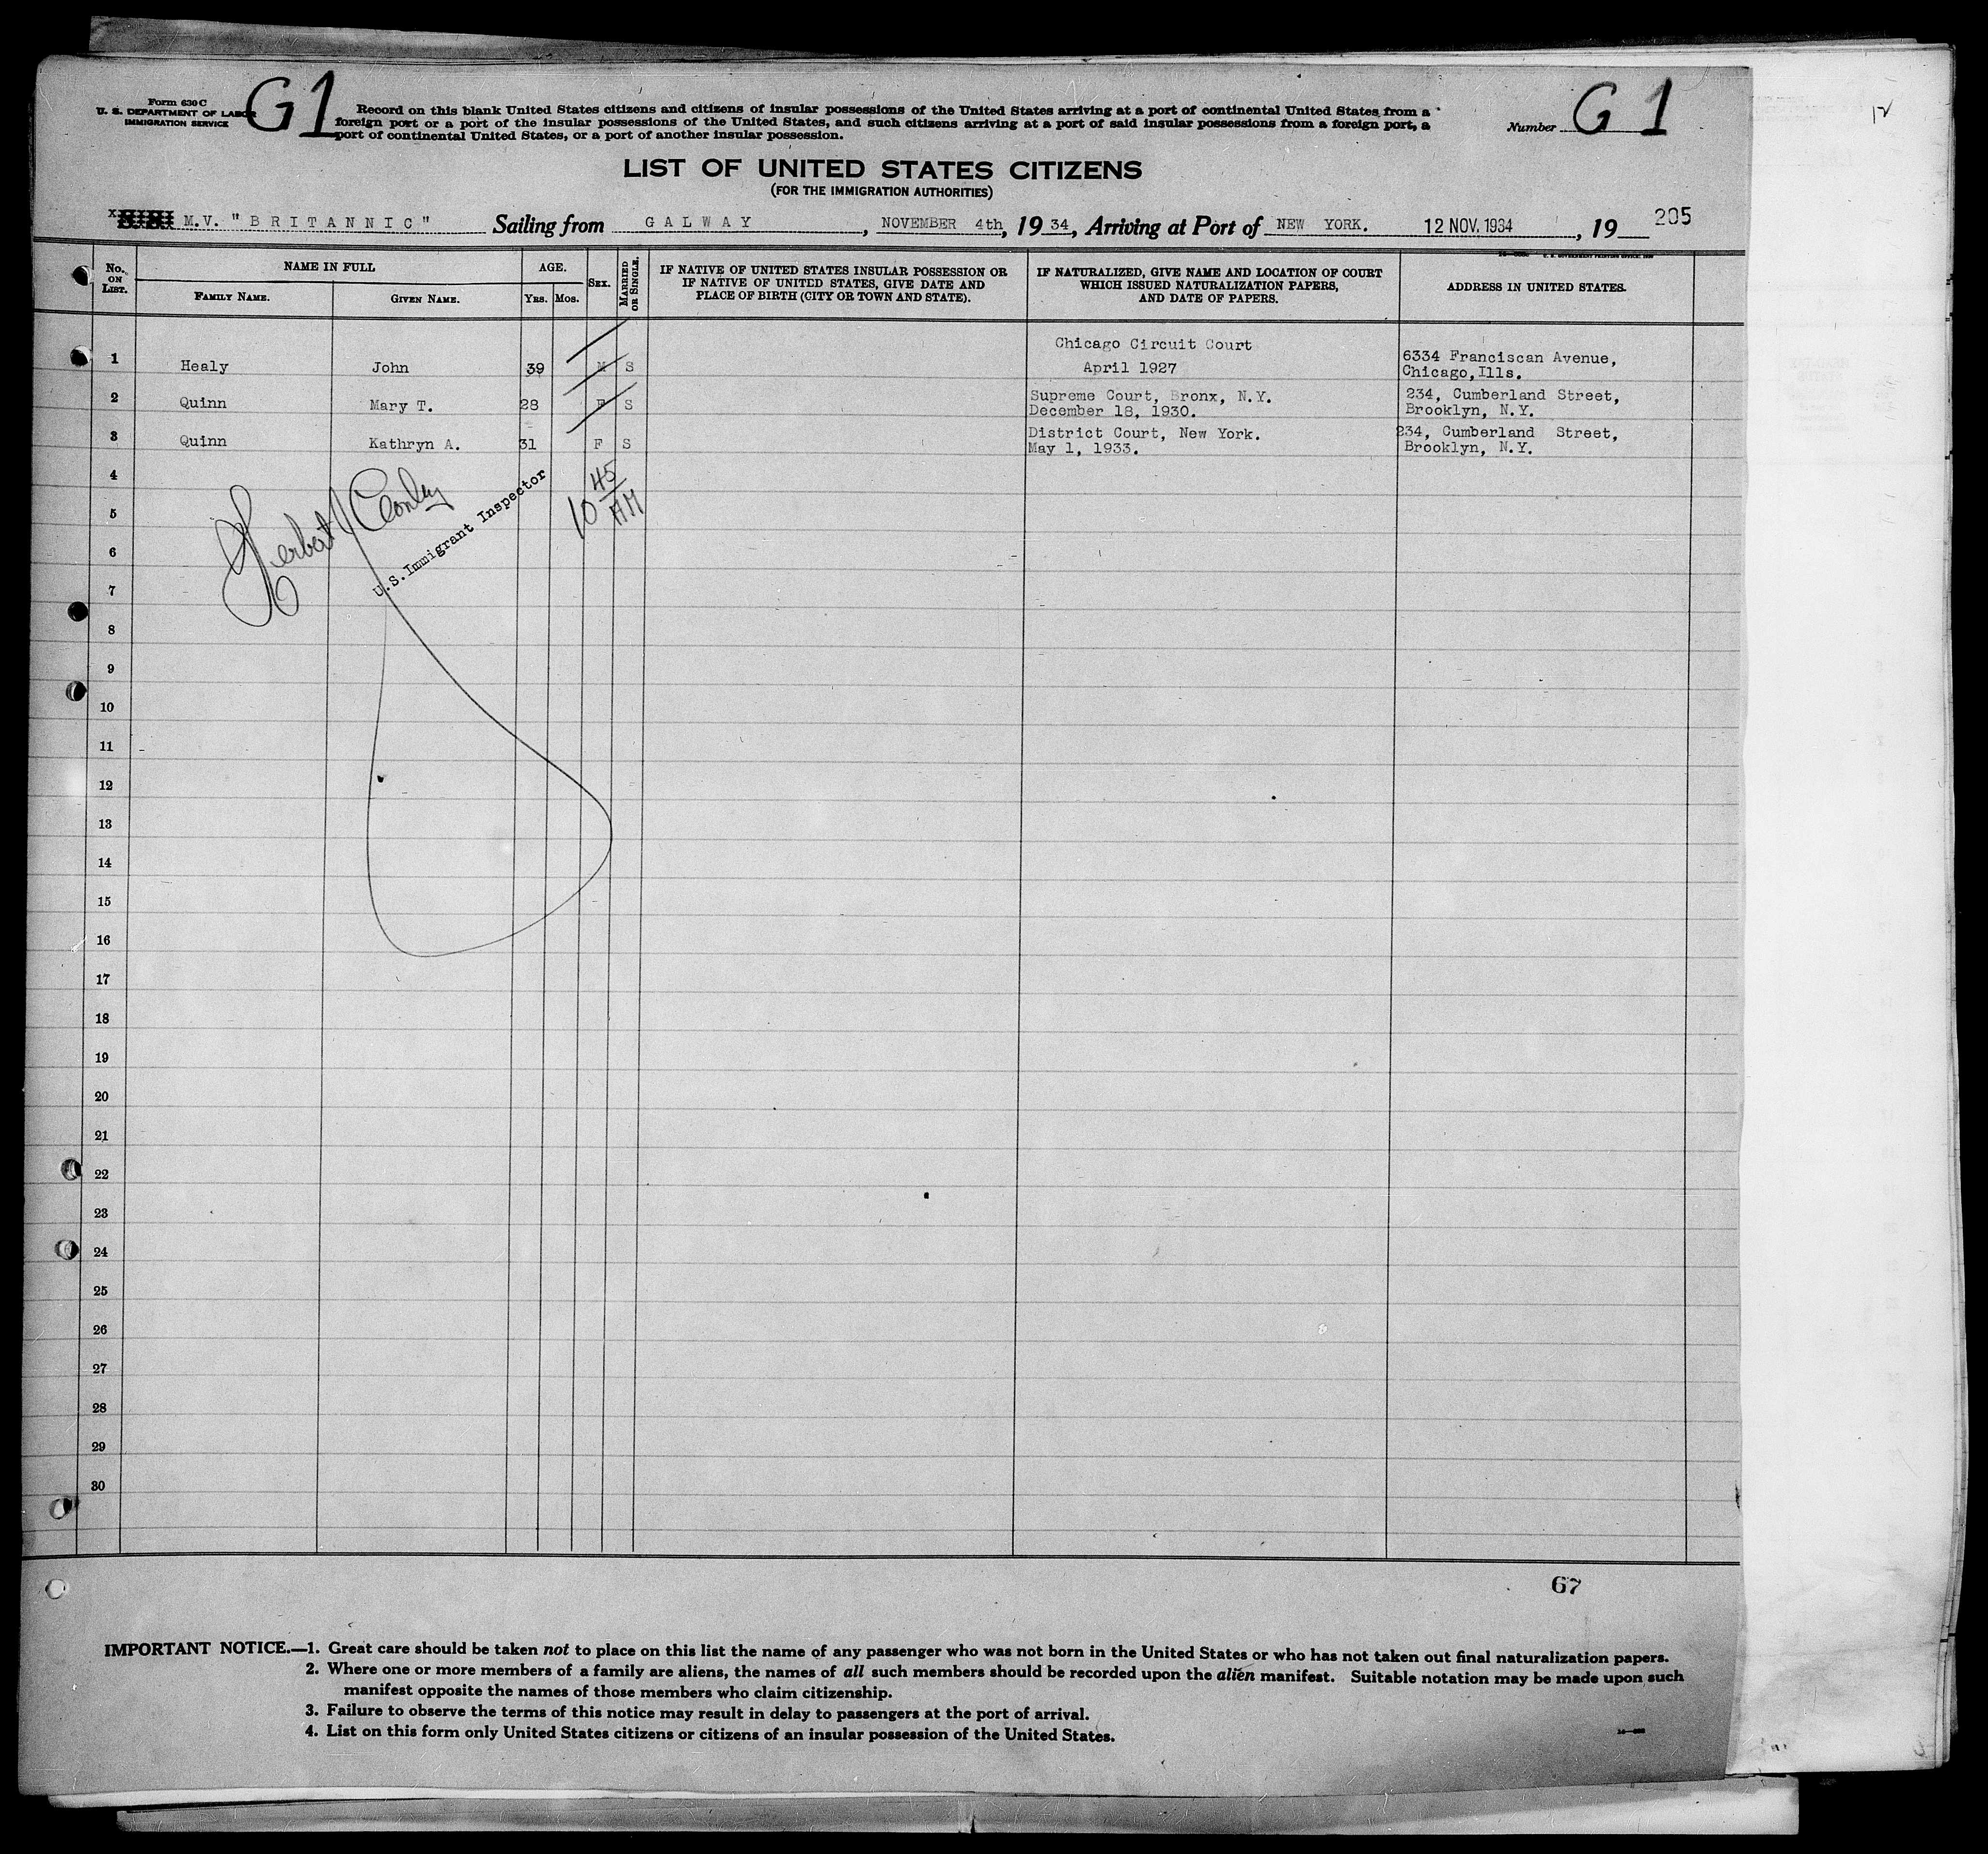 Form 630 C
U. S. DEPARTMENT OF LABOR
IMMIGRATION SERVICE
G1
Record on this blank United States citizens and citizens of insular possessions of the United States arriving at a port of continental United States from a
foreign port or a port of the insular possessions of the United States, and such citizens arriving at a port of said insular possessions from a foreign port, a
port of continental United States, or a port of another insular possession.
Number G 1
12
LIST OF UNITED STATES CITIZENS
(FOR THE IMMIGRATION AUTHORITIES)
M.V. "BRITANNIC" Sailing from GALWAY, NOVEMBER 4th, 19 34, Arriving at Port of NEW YORK. 12 NOV. 1934, 19 205
No. ON LIST.
NAME IN FULL
FAMILY NAME. GIVEN NAME.
AGE.
YRS. MOS.
SEX.
MARRIED OR SINGLE.
IF NATIVE OF UNITED STATES INSULAR POSSESSION OR
IF NATIVE OF UNITED STATES, GIVE DATE AND
PLACE OF BIRTH (CITY OR TOWN AND STATE).
IF NATURALIZED, GIVE NAME AND LOCATION OF COURT
WHICH ISSUED NATURALIZATION PAPERS,
AND DATE OF PAPERS.
ADDRESS IN UNITED STATES.
Chicago Circuit Court
1 Healy John 39 M S April 1927 6334 Franciscan Avenue,
Chicago, Ills.
2 Quinn Mary T. 28 F S Supreme Court, Bronx, N.Y. 234, Cumberland Street,
December 18, 1930. Brooklyn, N.Y.
3 Quinn Kathryn A. 31 F S District Court, New York. 234, Cumberland Street,
May 1, 1933. Brooklyn, N.Y.
4
5
6
7
8
9
10
11
12
13
14
15
16
17
18
19
20
21
22
23
24
25
26
27
28
29
30
Herbert J
U.S. Immigrant Inspector
10 45 AM
67
IMPORTANT NOTICE.—1. Great care should be taken not to place on this list the name of any passenger who was not born in the United States or who has not taken out final naturalization papers.
2. Where one or more members of a family are aliens, the names of all such members should be recorded upon the alien manifest. Suitable notation may be made upon such
manifest opposite the names of those members who claim citizenship.
3. Failure to observe the terms of this notice may result in delay to passengers at the port of arrival.
4. List on this form only United States citizens or citizens of an insular possession of the United States.